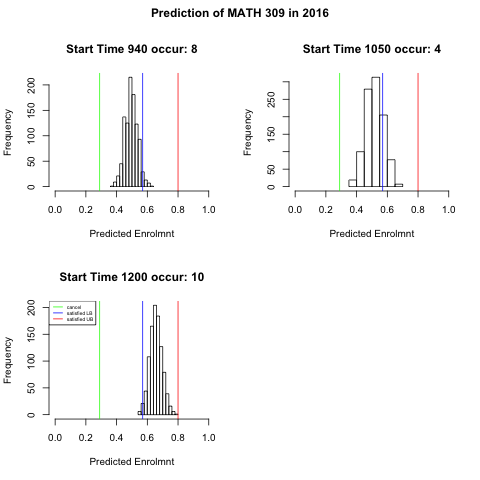 Prediction of MATH 309 in 2016
Start Time 940 occur: 8
Frequency
200
150
100
50
0
0.0 0.2 0.4 0.6 0.8 1.0
Predicted Enrolmnt
Start Time 1050 occur: 4
Frequency
250
150
50
0
0.0 0.2 0.4 0.6 0.8 1.0
Predicted Enrolmnt
Start Time 1200 occur: 10
cancel
satisfied LB
satisfied UB
Frequency
200
150
100
50
0
0.0 0.2 0.4 0.6 0.8 1.0
Predicted Enrolmnt